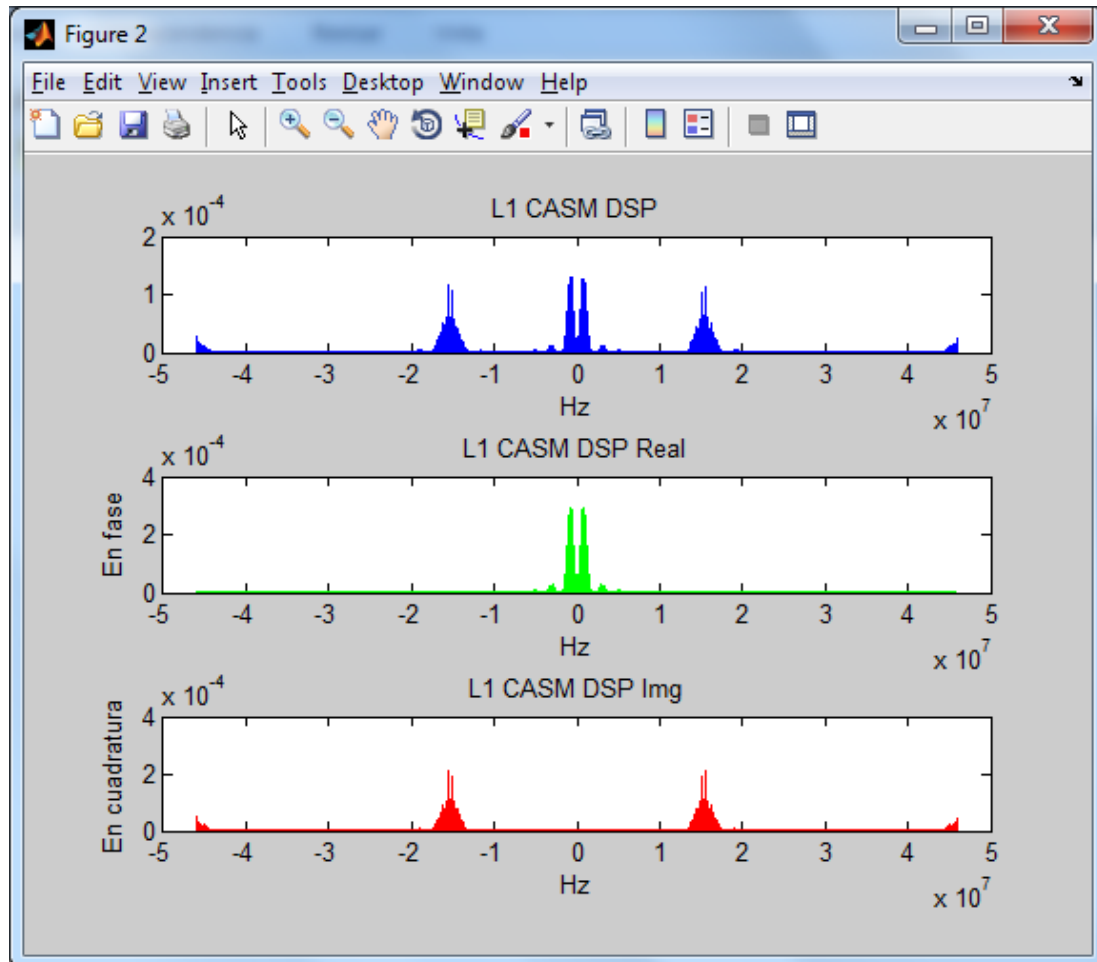 Figure 2
File Edit View Insert Tools Desktop Window Help
L1 CASM DSP
x 10^-4
2
1
0
-5 -4 -3 -2 -1 0 1 2 3 4 5
Hz
x 10^7
L1 CASM DSP Real
x 10^-4
En fase
4
2
0
-5 -4 -3 -2 -1 0 1 2 3 4 5
Hz
x 10^7
L1 CASM DSP Img
x 10^-4
En cuadratura
4
2
0
-5 -4 -3 -2 -1 0 1 2 3 4 5
Hz
x 10^7